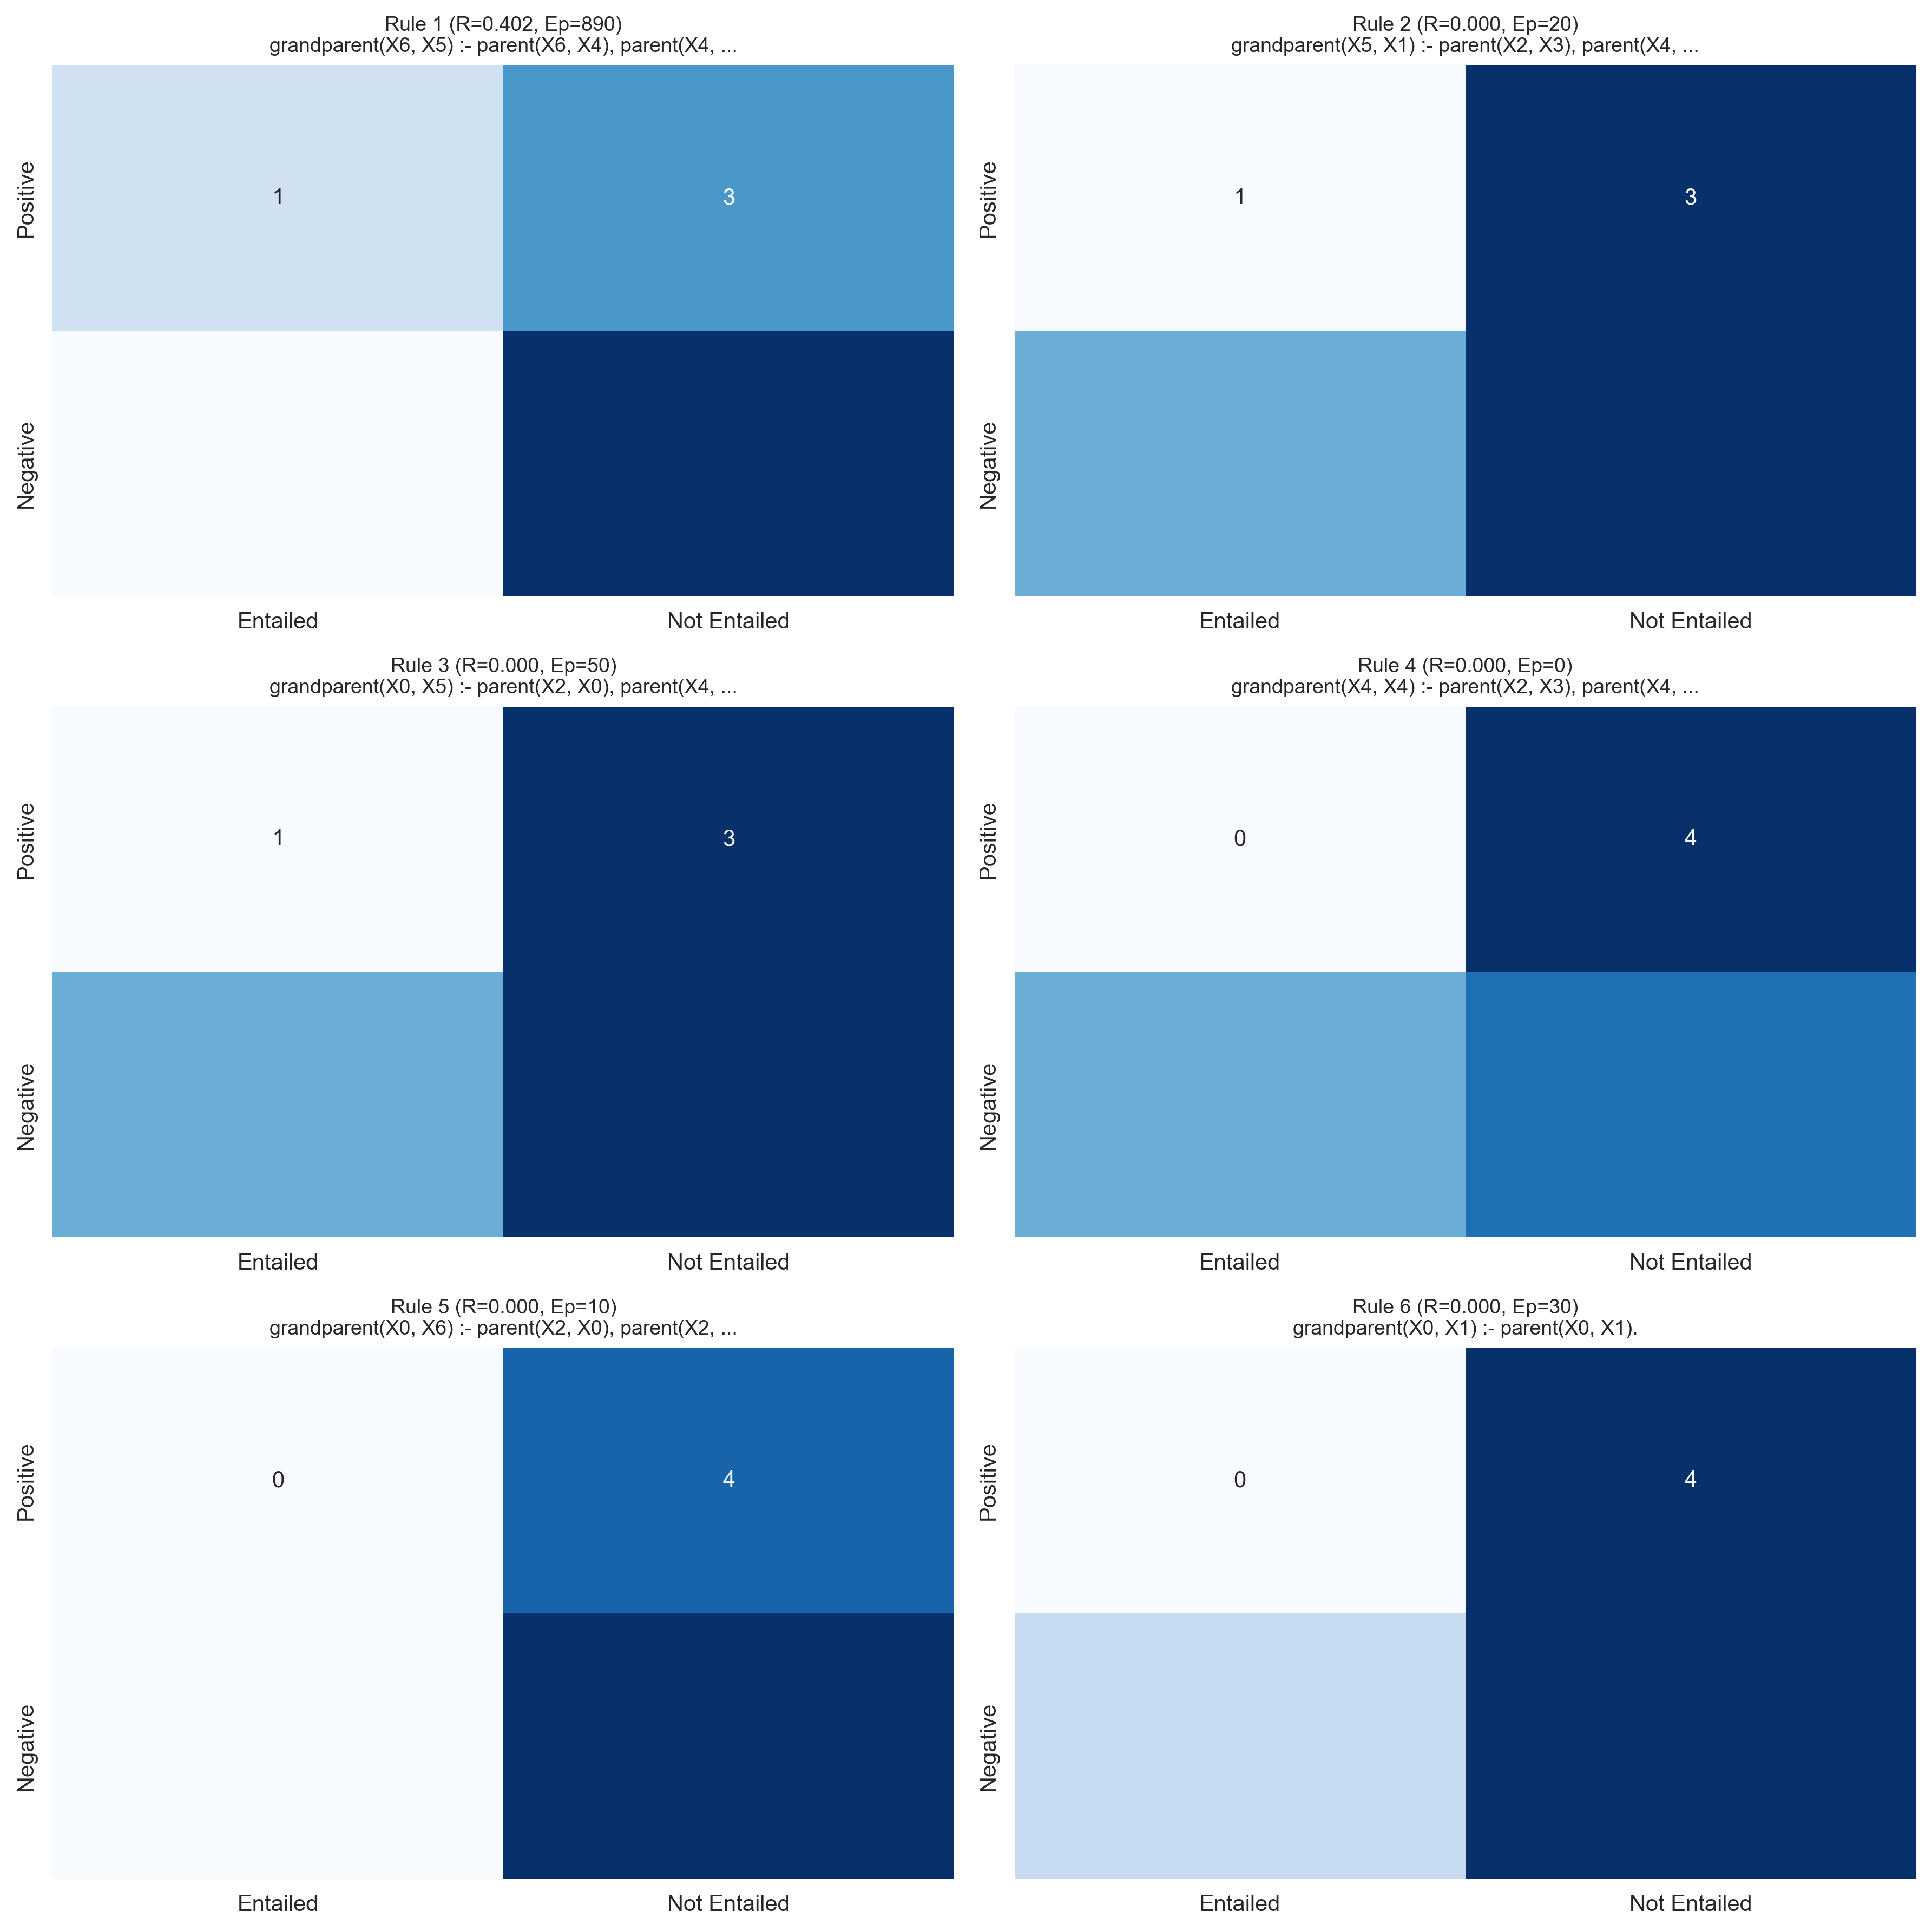 Rule 1 (R=0.402, Ep=890)
grandparent(X6, X5) :- parent(X6, X4), parent(X4, ...
Positive
1
3
Negative
Entailed
Not Entailed
Rule 2 (R=0.000, Ep=20)
grandparent(X5, X1) :- parent(X2, X3), parent(X4, ...
Positive
1
3
Negative
Entailed
Not Entailed
Rule 3 (R=0.000, Ep=50)
grandparent(X0, X5) :- parent(X2, X0), parent(X4, ...
Positive
1
3
Negative
Entailed
Not Entailed
Rule 4 (R=0.000, Ep=0)
grandparent(X4, X4) :- parent(X2, X3), parent(X4, ...
Positive
0
4
Negative
Entailed
Not Entailed
Rule 5 (R=0.000, Ep=10)
grandparent(X0, X6) :- parent(X2, X0), parent(X2, ...
Positive
0
4
Negative
Entailed
Not Entailed
Rule 6 (R=0.000, Ep=30)
grandparent(X0, X1) :- parent(X0, X1).
Positive
0
4
Negative
Entailed
Not Entailed